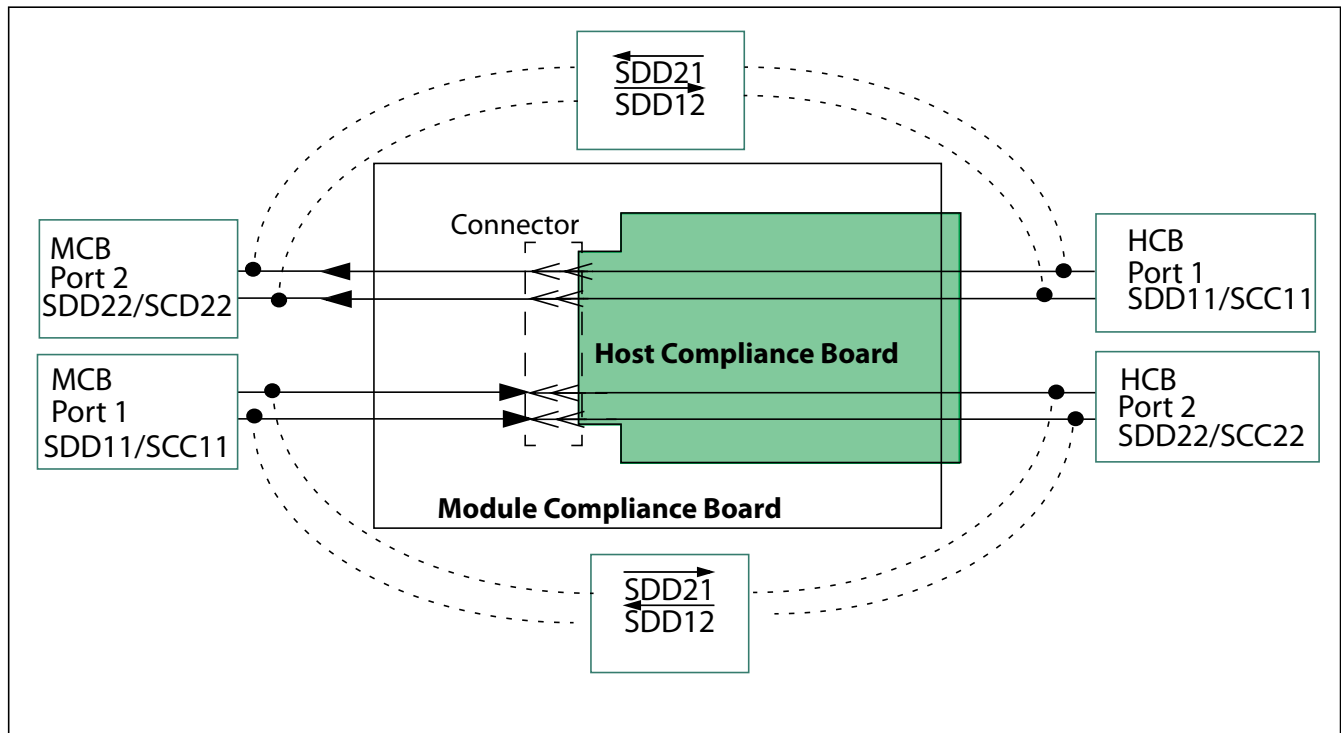 SDD21
SDD12
Connector
MCB
Port 2
SDD22/SCD22
HCB
Port 1
SDD11/SCC11
Host Compliance Board
MCB
Port 1
SDD11/SCC11
HCB
Port 2
SDD22/SCC22
Module Compliance Board
SDD21
SDD12